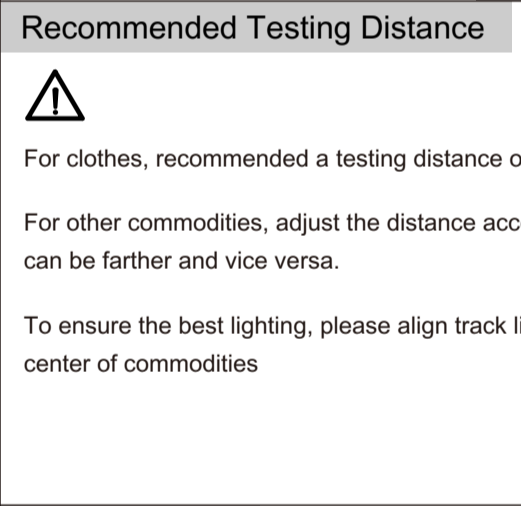 Recommended Testing Distance
For clothes, recommended a testing distance
For other commodities, adjust the distance
can be farther and vice versa.
To ensure the best lighting, please align track
center of commodities